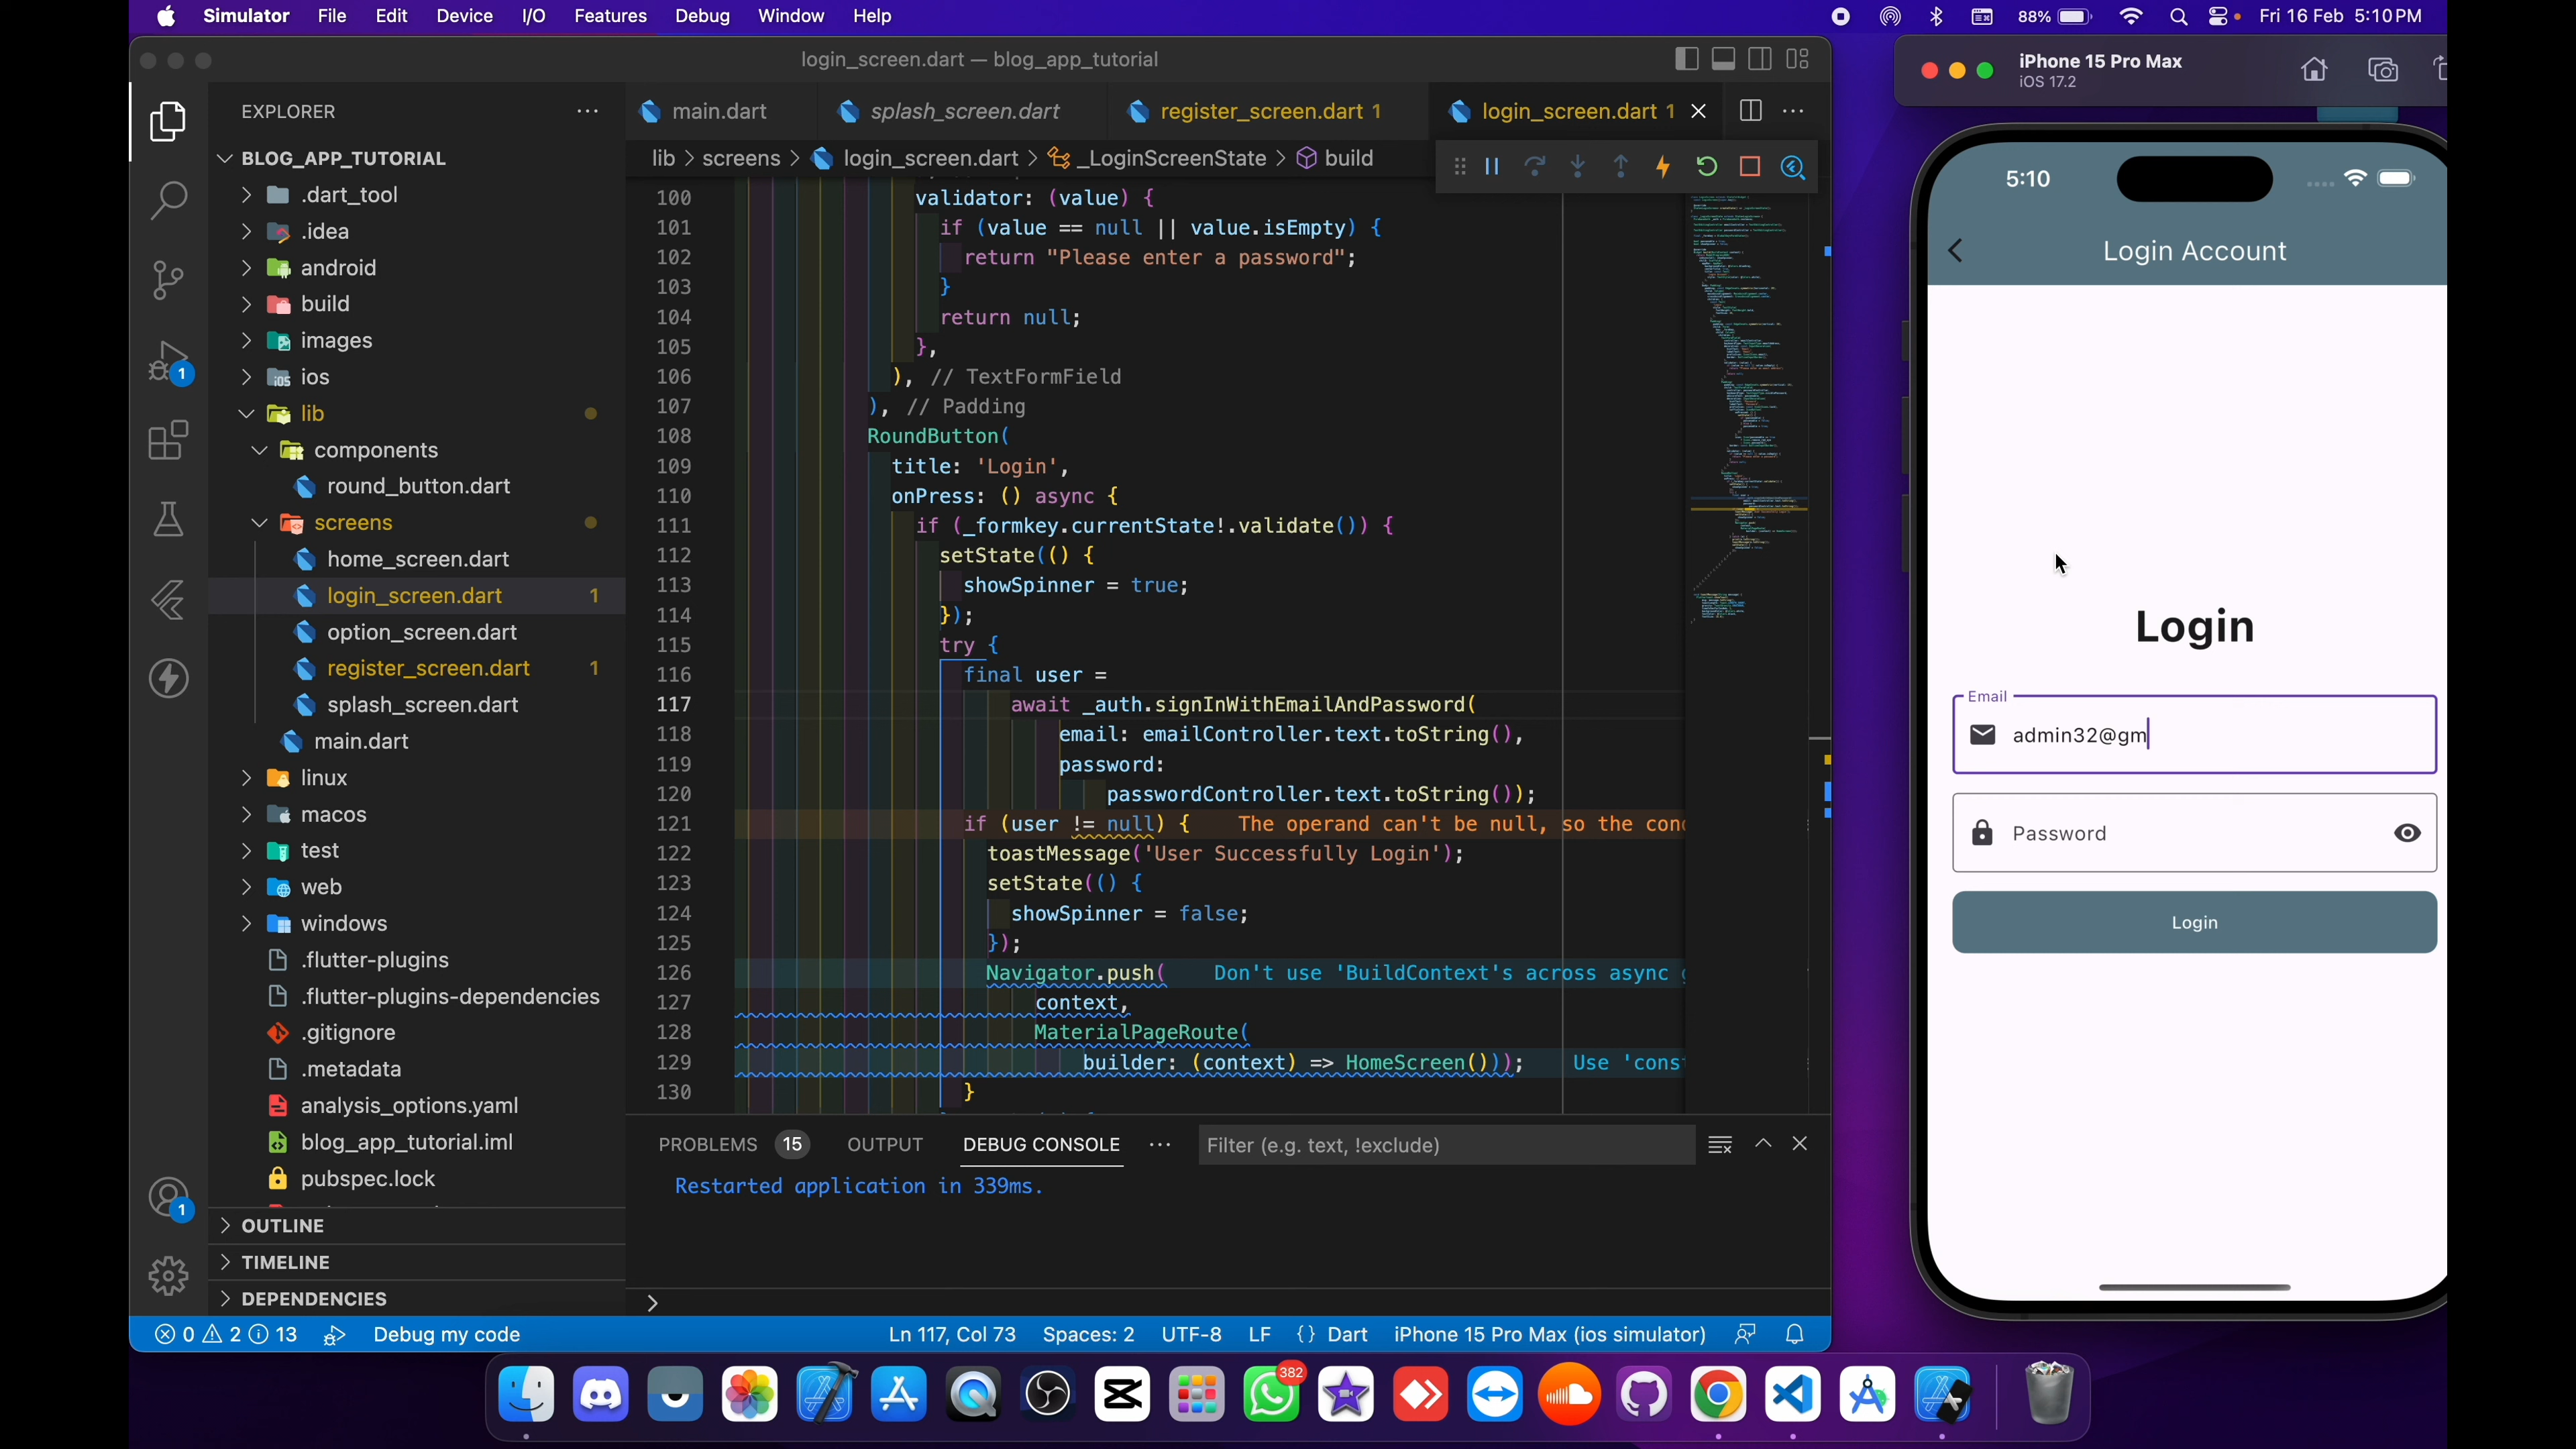 Simulator File Edit Device I/O Features Debug Window Help
88% Fri 16 Feb 5:10 PM
login_screen.dart — blog_app_tutorial
EXPLORER
BLOG_APP_TUTORIAL
.dart_tool
.idea
android
build
images
ios
lib
components
round_button.dart
screens
home_screen.dart
login_screen.dart 1
option_screen.dart
register_screen.dart 1
splash_screen.dart
main.dart
linux
macos
test
web
windows
.flutter-plugins
.flutter-plugins-dependencies
.gitignore
.metadata
analysis_options.yaml
blog_app_tutorial.iml
pubspec.lock
OUTLINE
TIMELINE
DEPENDENCIES
1
1
main.dart splash_screen.dart register_screen.dart 1 login_screen.dart 1
lib > screens > login_screen.dart > _LoginScreenState > build
100 validator: (value) {
101 if (value == null || value.isEmpty) {
102 return "Please enter a password";
103 }
104 return null;
105 },
106 ), // TextFormField
107 ), // Padding
108 RoundButton(
109 title: 'Login',
110 onPress: () async {
111 if (_formkey.currentState!.validate()) {
112 setState(() {
113 showSpinner = true;
114 });
115 try {
116 final user =
117 await _auth.signInWithEmailAndPassword(
118 email: emailController.text.toString(),
119 password:
120 passwordController.text.toString());
121 if (user != null) { The operand can't be null, so the con
122 toastMessage('User Successfully Login');
123 setState(() {
124 showSpinner = false;
125 });
126 Navigator.push( Don't use 'BuildContext's across async
127 context,
128 MaterialPageRoute(
129 builder: (context) => HomeScreen())); Use 'cons
130 }
PROBLEMS 15 OUTPUT DEBUG CONSOLE Filter (e.g. text, !exclude)
Restarted application in 339ms.
0 2 13 Debug my code Ln 117, Col 73 Spaces: 2 UTF-8 LF {} Dart iPhone 15 Pro Max (ios simulator)
382
iPhone 15 Pro Max
iOS 17.2
5:10
Login Account
Login
Email
admin32@gm
Password
Login